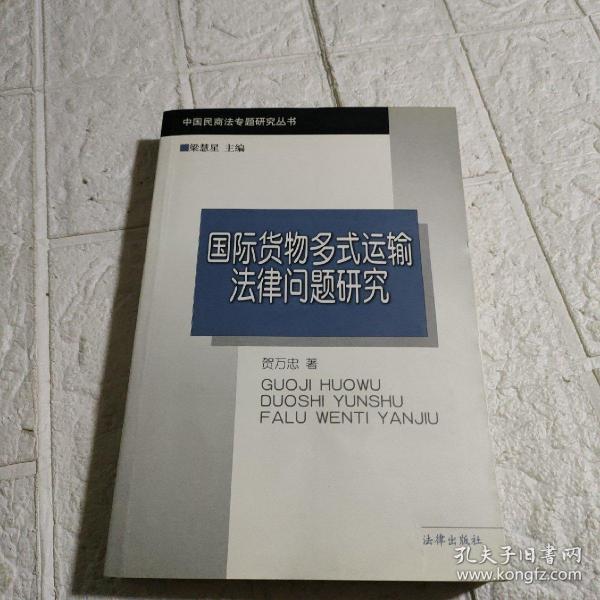 中国民商法专题研究丛书
■梁慧星 主编
国际货物多式运输
法律问题研究
贺万忠 著
GUOJI HUOWU
DUOSHI YUNSHU
FALU WENTI YANJIU
法律出版社
孔夫子旧书网
www.kongfz.com